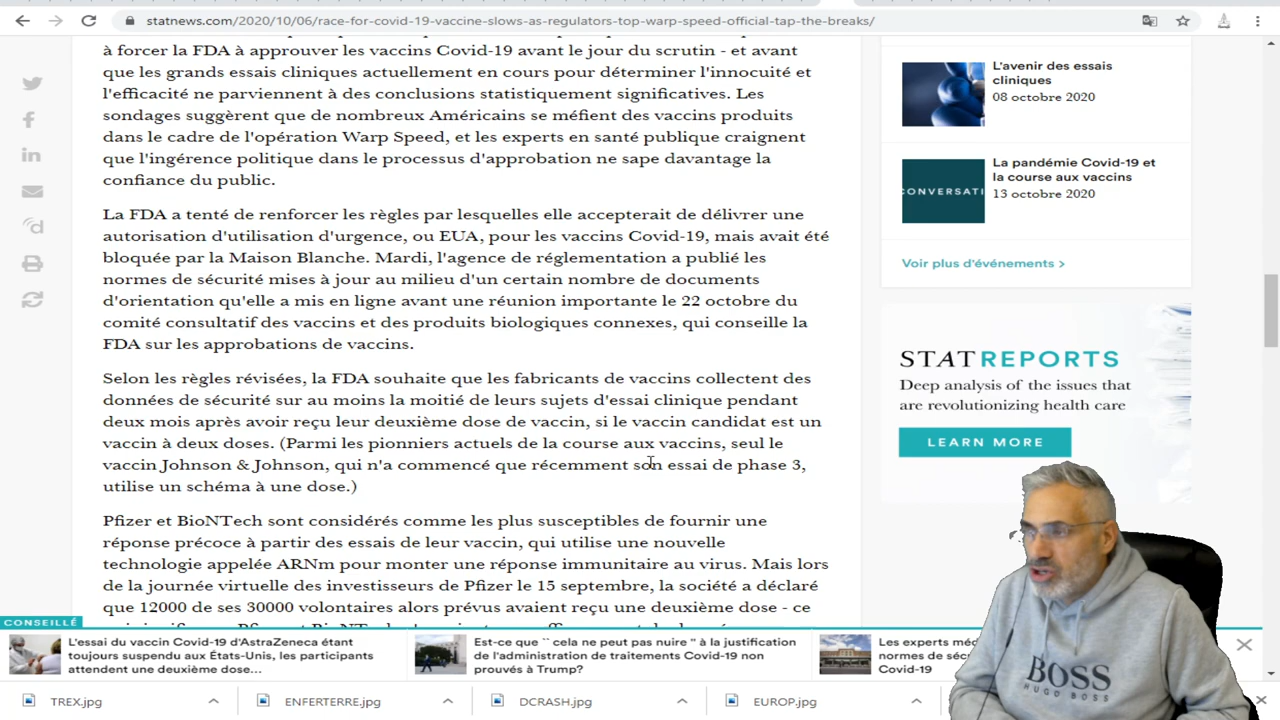 statnews.com/2020/10/06/race-for-covid-19-vaccine-slows-as-regulators-top-warp-speed-official-tap-the-breaks/
à forcer la FDA à approuver les vaccins Covid-19 avant le jour du scrutin - et avant
que les grands essais cliniques actuellement en cours pour déterminer l'innocuité et
l'efficacité ne parviennent à des conclusions statistiquement significatives. Les
sondages suggèrent que de nombreux Américains se méfient des vaccins produits
dans le cadre de l'opération Warp Speed, et les experts en santé publique craignent
que l'ingérence politique dans le processus d'approbation ne sape davantage la
confiance du public.
La FDA a tenté de renforcer les règles par lesquelles elle accepterait de délivrer une
autorisation d'utilisation d'urgence, ou EUA, pour les vaccins Covid-19, mais avait été
bloquée par la Maison Blanche. Mardi, l'agence de réglementation a publié les
normes de sécurité mises à jour au milieu d'un certain nombre de documents
d'orientation qu'elle a mis en ligne avant une réunion importante le 22 octobre du
comité consultatif des vaccins et des produits biologiques connexes, qui conseille la
FDA sur les approbations de vaccins.
Selon les règles révisées, la FDA souhaite que les fabricants de vaccins collectent des
données de sécurité sur au moins la moitié de leurs sujets d'essai clinique pendant
deux mois après avoir reçu leur deuxième dose de vaccin, si le vaccin candidat est un
vaccin à deux doses. (Parmi les pionniers actuels de la course aux vaccins, seul le
vaccin Johnson & Johnson, qui n'a commencé que récemment son essai de phase 3,
utilise un schéma à une dose.)
Pfizer et BioNTech sont considérés comme les plus susceptibles de fournir une
réponse précoce à partir des essais de leur vaccin, qui utilise une nouvelle
technologie appelée ARNm pour monter une réponse immunitaire au virus. Mais lors
de la journée virtuelle des investisseurs de Pfizer le 15 septembre, la société a déclaré
que 12000 de ses 30000 volontaires alors prévus avaient reçu une deuxième dose - ce
L'avenir des essais
cliniques
08 octobre 2020
CONVERSATI
La pandémie Covid-19 et
la course aux vaccins
13 octobre 2020
Voir plus d'événements >
STATREPORTS
Deep analysis of the issues that
are revolutionizing health care
LEARN MORE
CONSEILLÉ
L'essai du vaccin Covid-19 d'AstraZeneca étant
toujours suspendu aux États-Unis, les participants
attendent une deuxième dose...
Est-ce que `` cela ne peut pas nuire '' à la justification
de l'administration de traitements Covid-19 non
prouvés à Trump?
Les experts méd
normes de séc
Covid-19
BOSS
HUGO BOSS
TREX.jpg
ENFERTERRE.jpg
DCRASH.jpg
EUROP.jpg